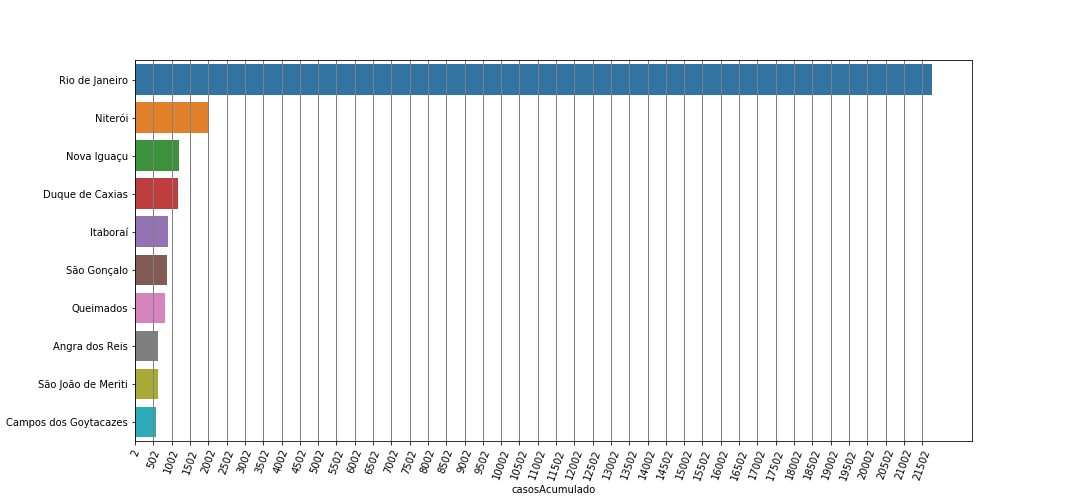 Rio de Janeiro
Niterói
Nova Iguaçu
Duque de Caxias
Itaboraí
São Gonçalo
Queimados
Angra dos Reis
São João de Meriti
Campos dos Goytacazes
2 502 1002 1502 2002 2502 3002 3502 4002 4502 5002 5502 6002 6502 7002 7502 8002 8502 9002 9502 10002 10502 11002 11502 12002 12502 13002 13502 14002 14502 15002 15502 16002 16502 17002 17502 18002 18502 19002 19502 20002 20502 21002 21502
casosAcumulado